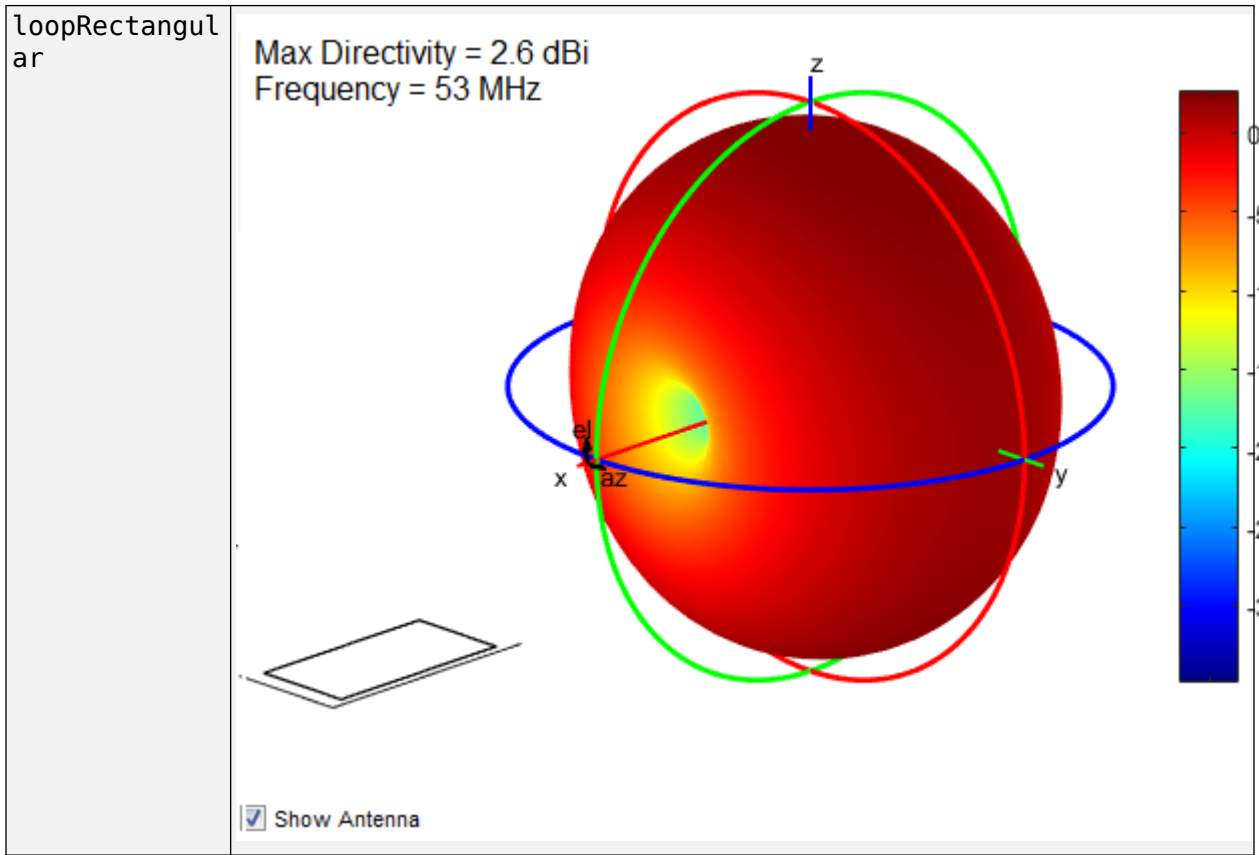 loopRectangul
ar
Max Directivity = 2.6 dBi
Frequency = 53 MHz
z
0
el
x
az
y
Show Antenna